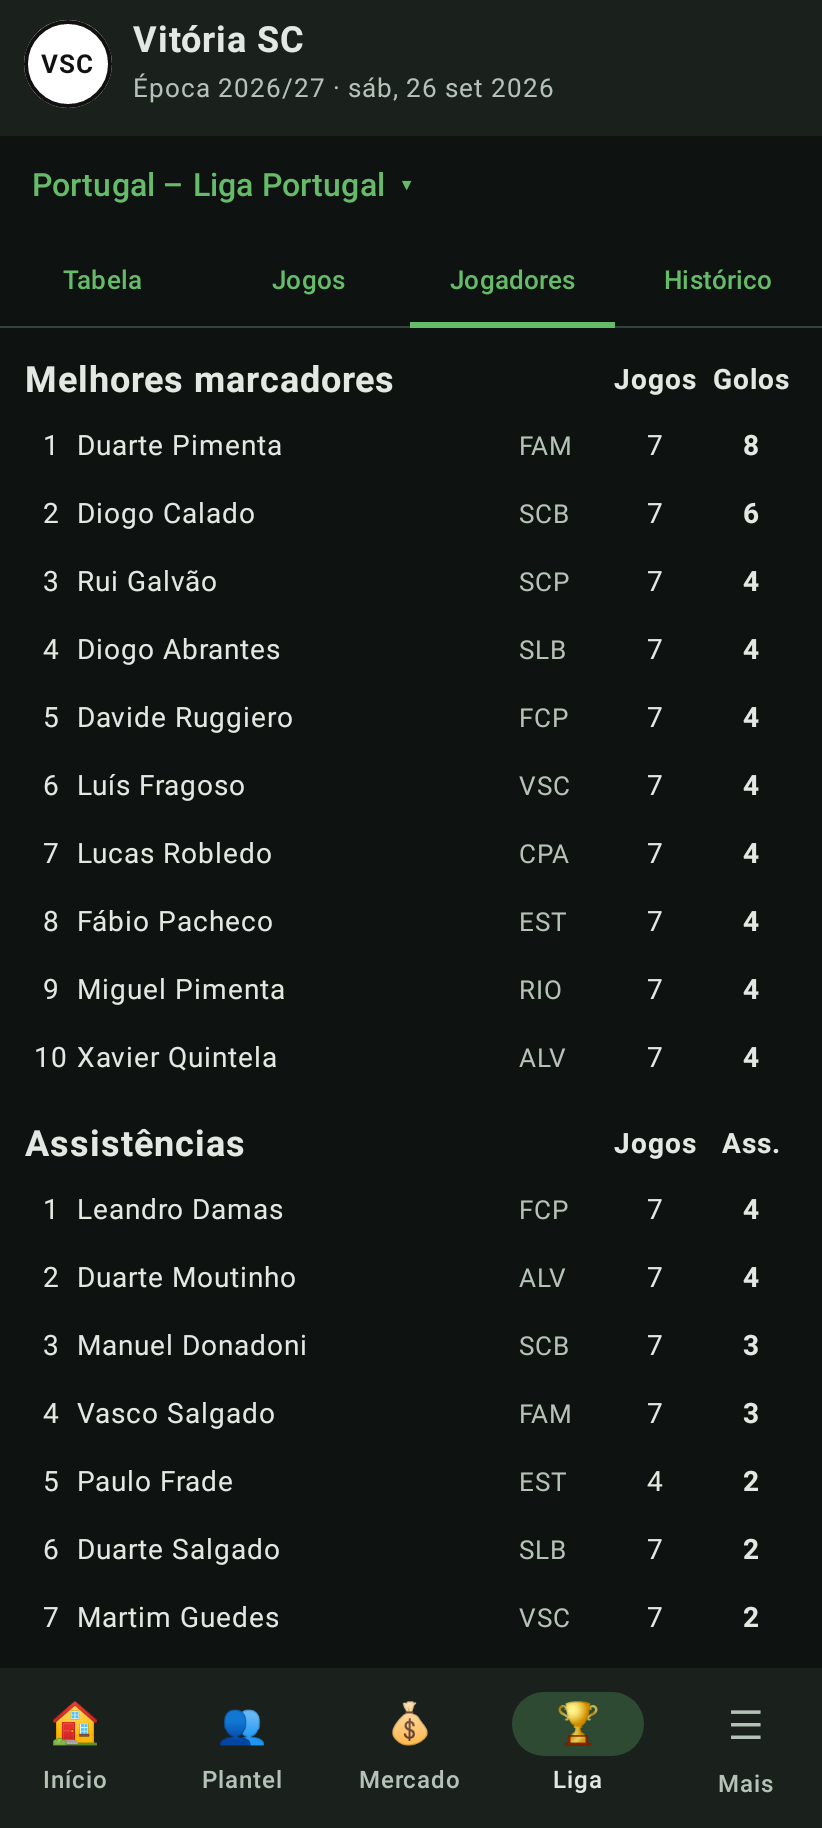 VSC
Vitória SC
Época 2026/27 · sáb, 26 set 2026
Portugal – Liga Portugal ▾
Tabela Jogos Jogadores Histórico
Melhores marcadores Jogos Golos
1 Duarte Pimenta FAM 7 8
2 Diogo Calado SCB 7 6
3 Rui Galvão SCP 7 4
4 Diogo Abrantes SLB 7 4
5 Davide Ruggiero FCP 7 4
6 Luís Fragoso VSC 7 4
7 Lucas Robledo CPA 7 4
8 Fábio Pacheco EST 7 4
9 Miguel Pimenta RIO 7 4
10 Xavier Quintela ALV 7 4
Assistências Jogos Ass.
1 Leandro Damas FCP 7 4
2 Duarte Moutinho ALV 7 4
3 Manuel Donadoni SCB 7 3
4 Vasco Salgado FAM 7 3
5 Paulo Frade EST 4 2
6 Duarte Salgado SLB 7 2
7 Martim Guedes VSC 7 2
Início Plantel Mercado Liga Mais